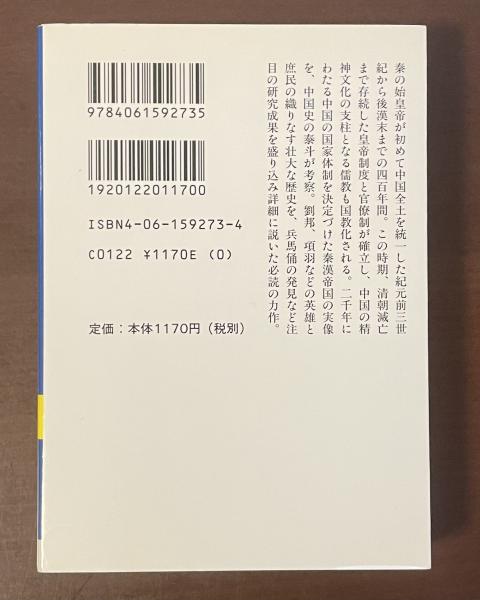 秦の始皇帝が初めて中国全土を統一した紀元前三世
紀から後漢末までの四百年間。この時期、清朝滅亡
まで存続した皇帝制度と官僚制が確立し、中国の精
神文化の支柱となる儒教も国教化される。二千年に
わたる中国の国家体制を決定づけた秦漢帝国の実像
を、中国史の泰斗が考察。劉邦、項羽などの英雄と
庶民の織りなす壮大な歴史を、兵馬俑の発見など注
目の研究成果を盛り込み詳細に説いた必読の力作。
9784061592735
1920122011700
ISBN4-06-159273-4
C0122 ¥1170E (0)
定価：本体1170円（税別）